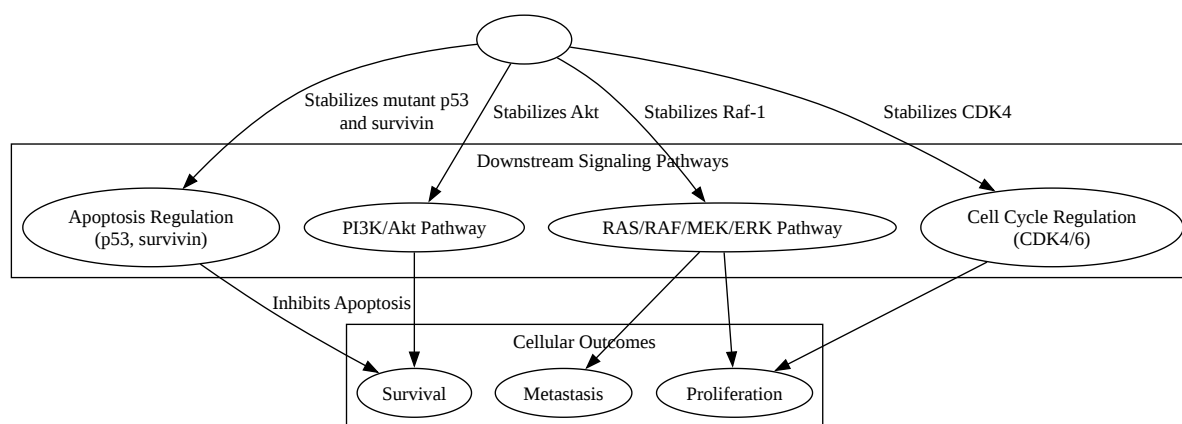 Stabilizes mutant p53
and survivin
Stabilizes Akt
Stabilizes Raf-1
Stabilizes CDK4
Downstream Signaling Pathways
Apoptosis Regulation
(p53, survivin)
PI3K/Akt Pathway
RAS/RAF/MEK/ERK Pathway
Cell Cycle Regulation
(CDK4/6)
Inhibits Apoptosis
Cellular Outcomes
Survival
Metastasis
Proliferation